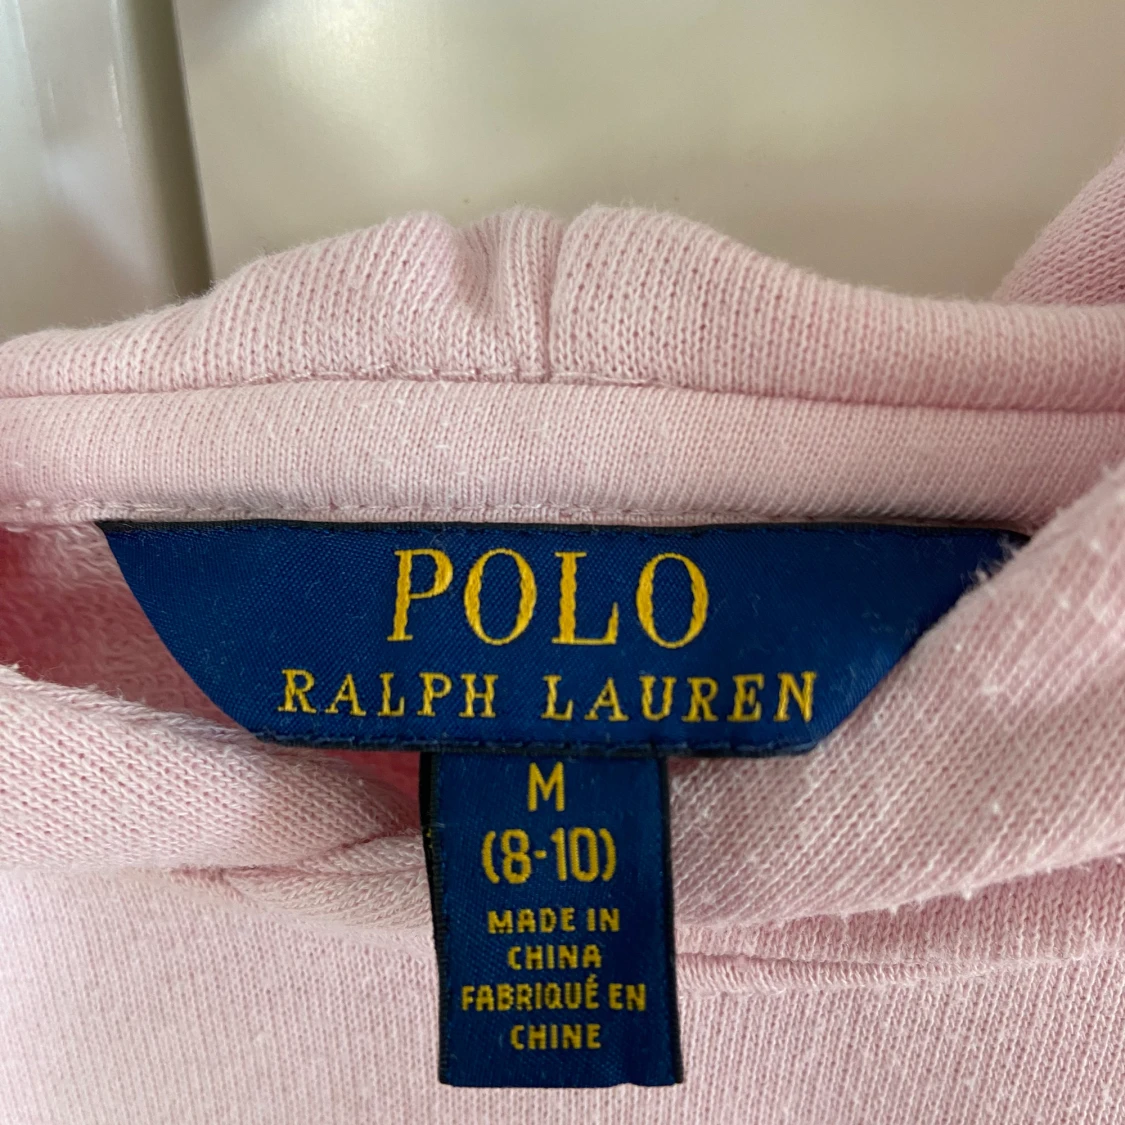 POLO
RALPH LAUREN
M
(8-10)
MADE IN
CHINA
FABRIQUÉ EN
CHINE